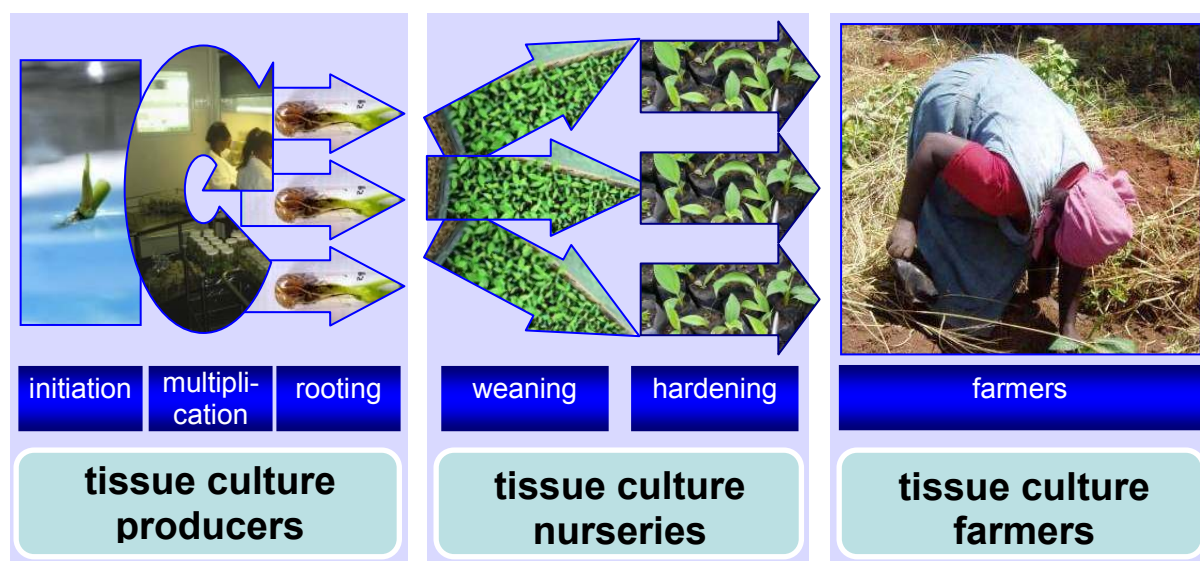 initiation
multipli-
cation
rooting
weaning
hardening
farmers
tissue culture
producers
tissue culture
nurseries
tissue culture
farmers